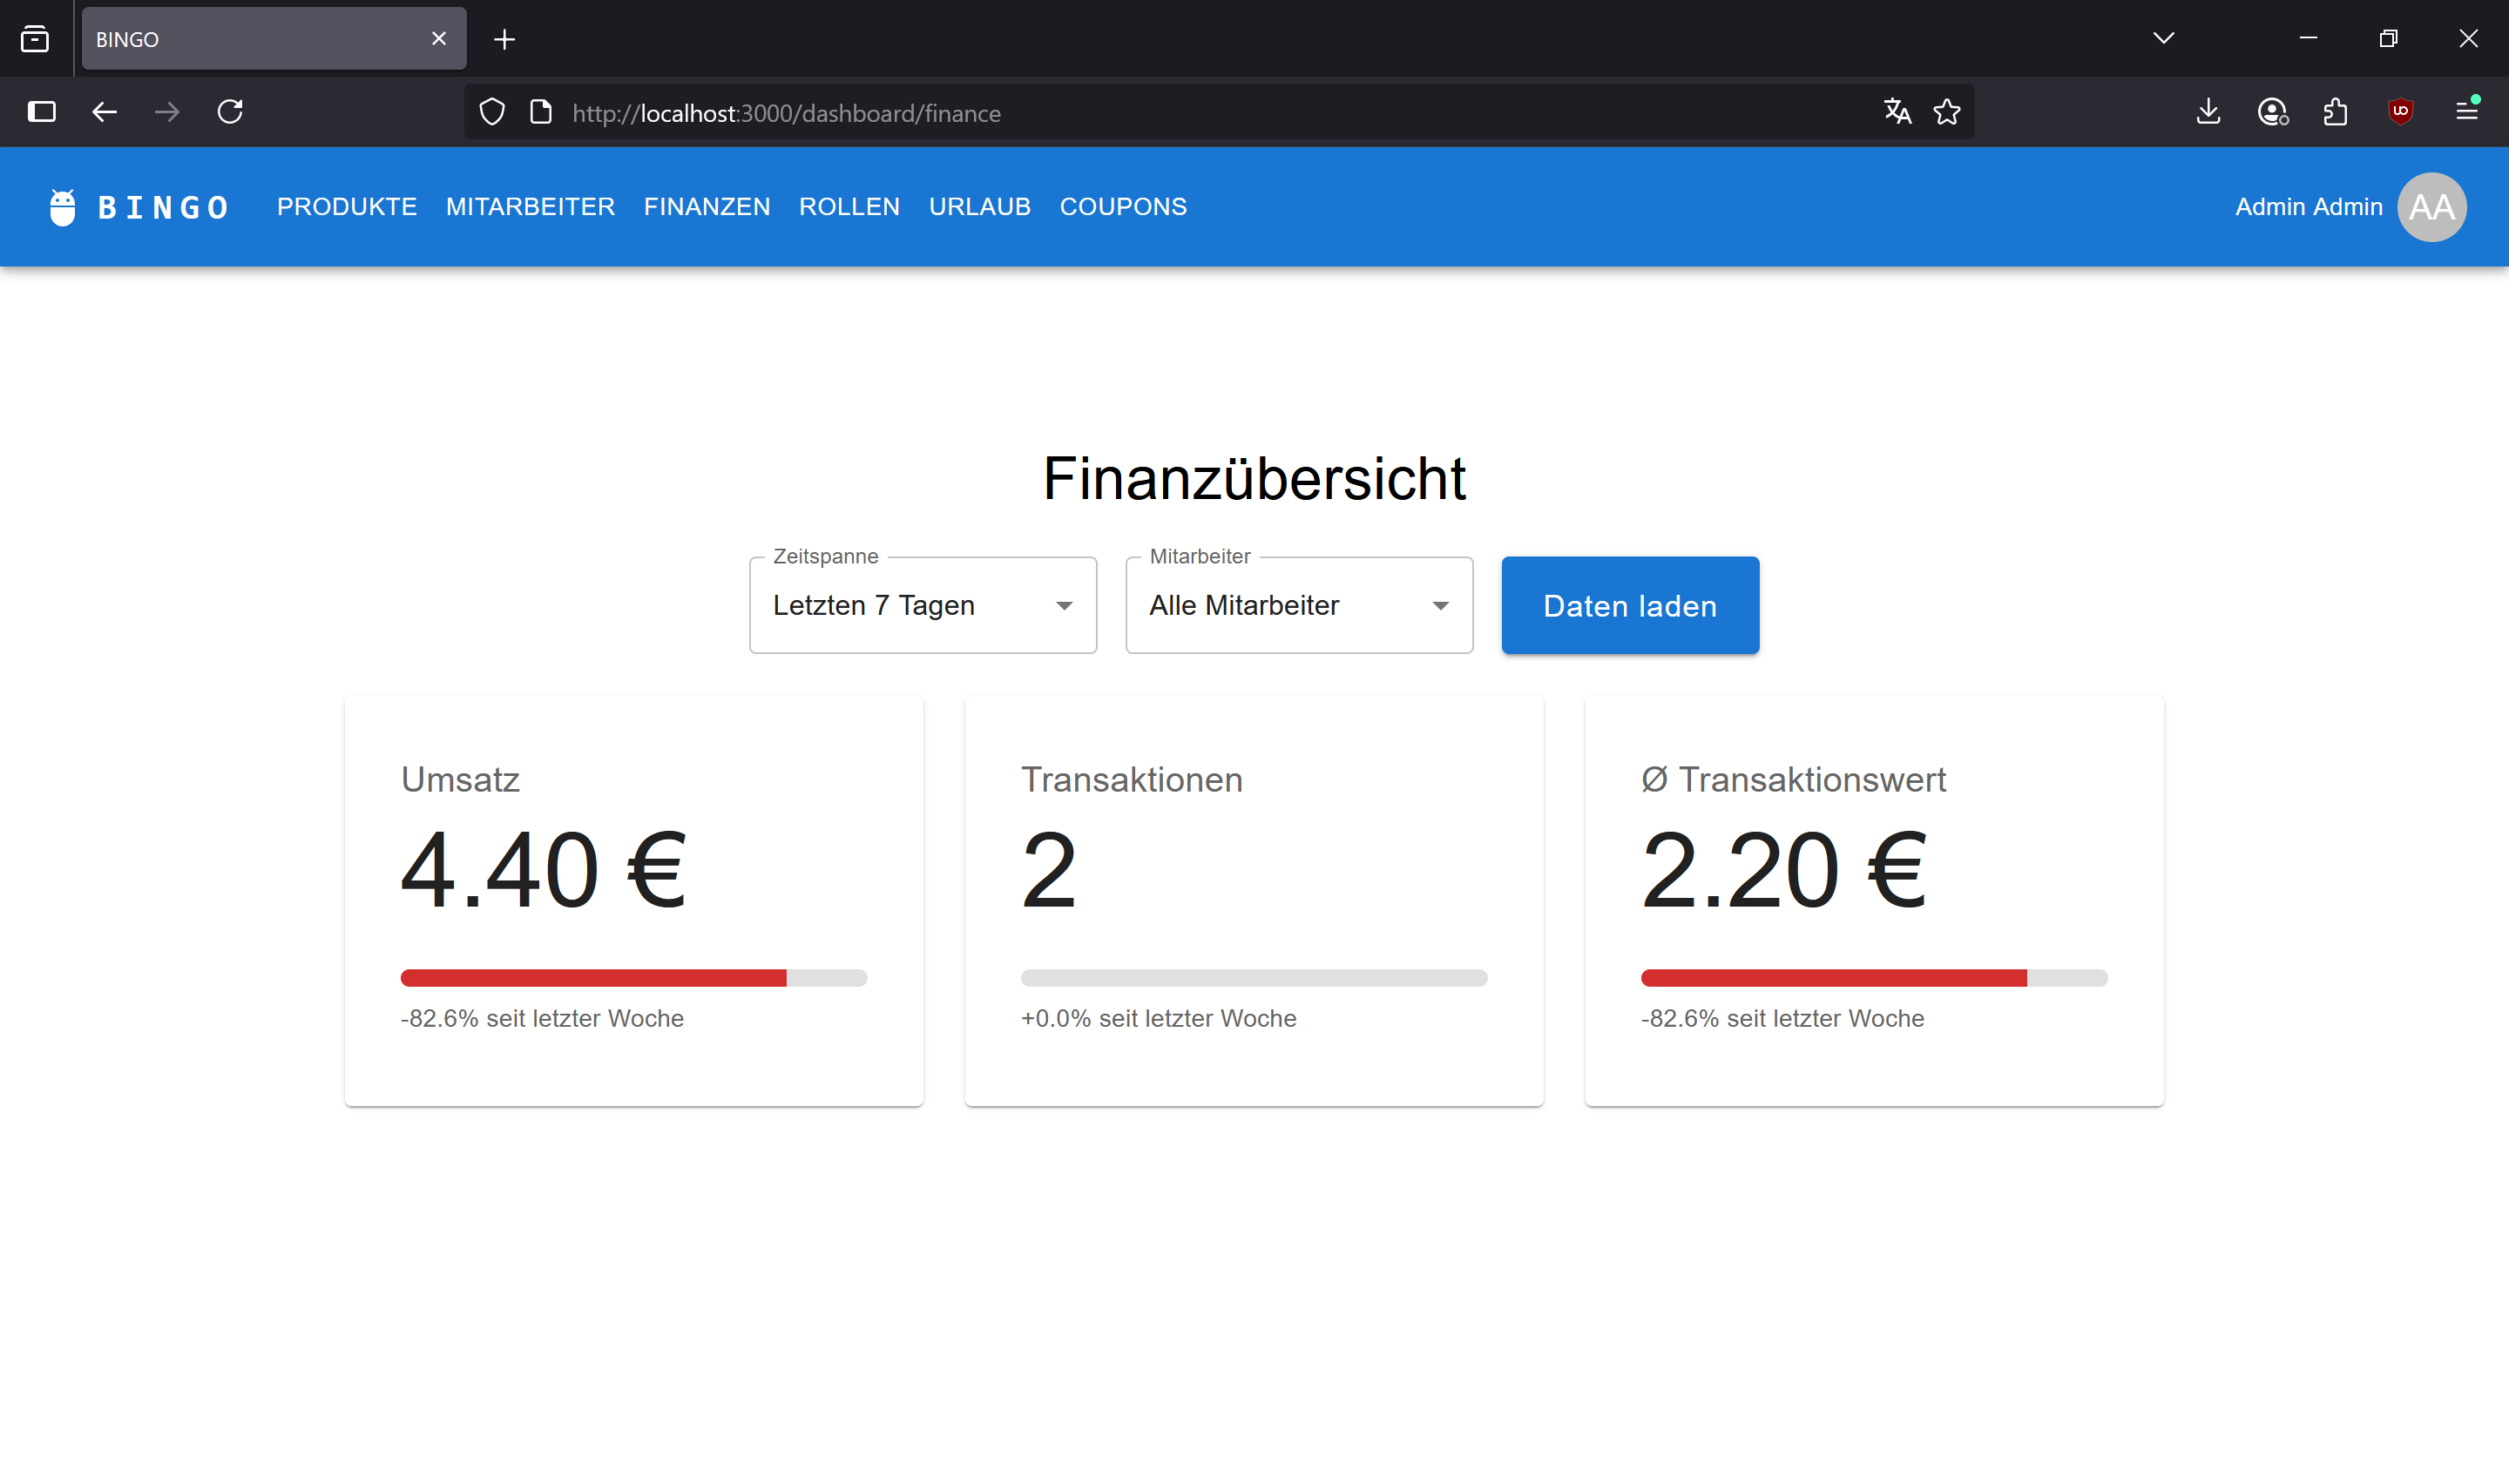 BINGO
http://localhost:3000/dashboard/finance
BINGO PRODUKTE MITARBEITER FINANZEN ROLLEN URLAUB COUPONS Admin Admin AA
Finanzübersicht
Zeitspanne Mitarbeiter
Letzten 7 Tagen Alle Mitarbeiter Daten laden
Umsatz
4.40 €
-82.6% seit letzter Woche
Transaktionen
2
+0.0% seit letzter Woche
Ø Transaktionswert
2.20 €
-82.6% seit letzter Woche